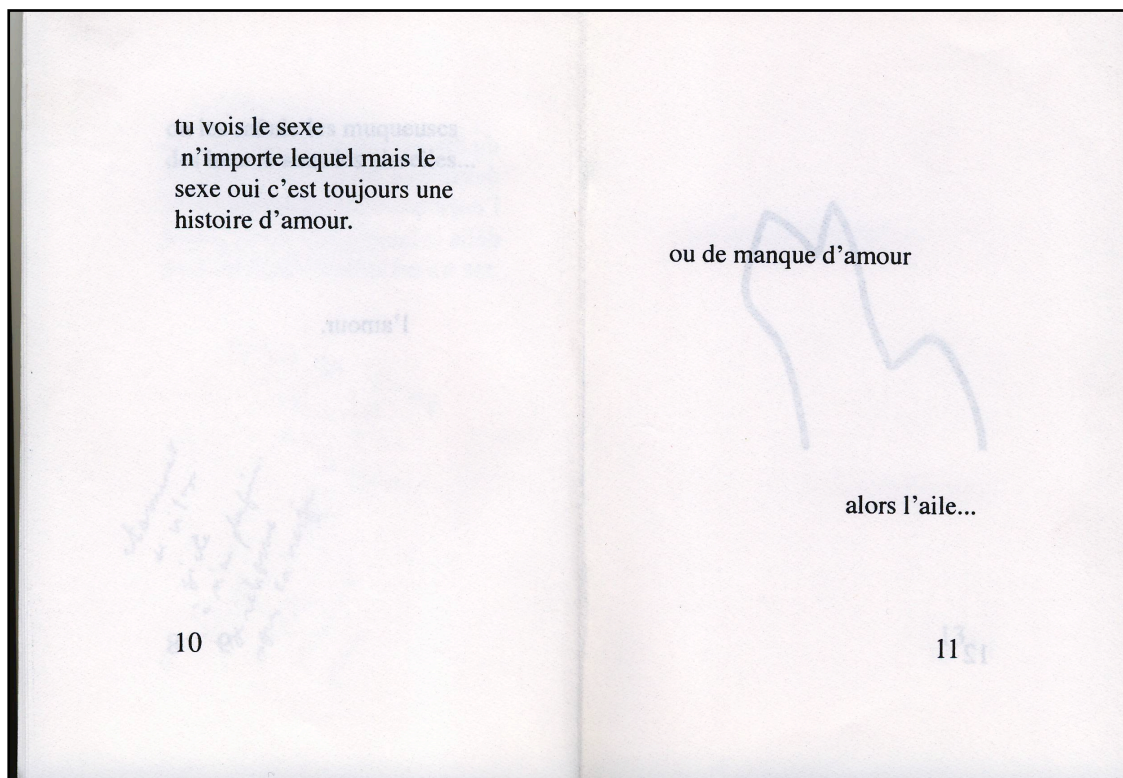 tu vois le sexe
n'importe lequel mais le
sexe oui c'est toujours une
histoire d'amour.
l'amour.
10
ou de manque d'amour
alors l'aile...
11